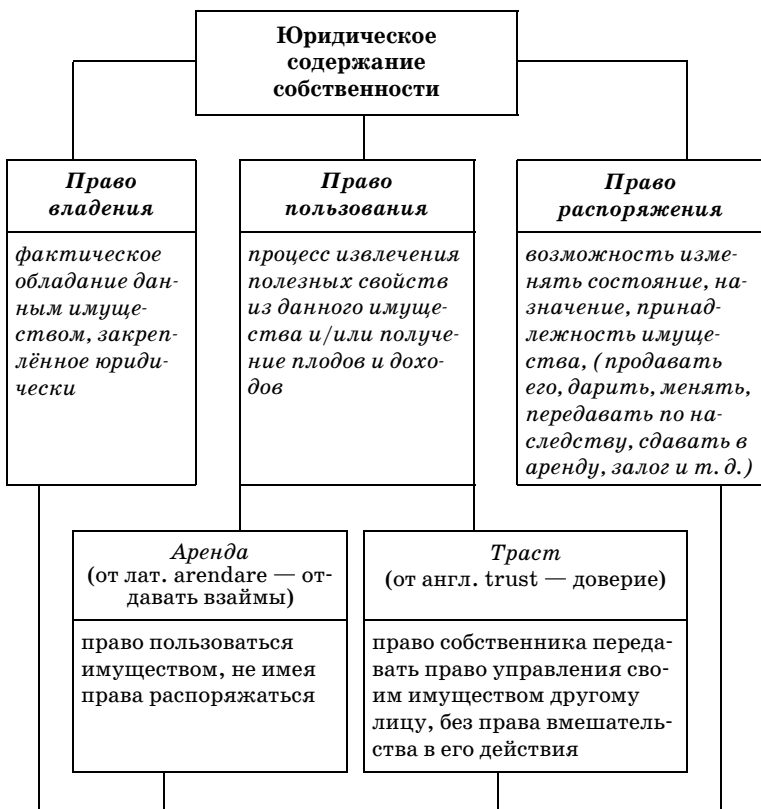 Юридическое
содержание
собственности
Право
владения
фактическое
обладание дан-
ным имуще-
ством, закреп-
лённое юриди-
чески
Право
пользования
процесс извлечения
полезных свойств
из данного имуще-
ства и/или получе-
ние плодов и дохо-
дов
Право
распоряжения
возможность изме-
нять состояние, на-
значение, принад-
лежность имуще-
ства, (продавать
его, дарить, менять,
передавать по на-
следству, сдавать в
аренду, залог и т. д.)
Аренда
(от лат. arendare — от-
давать взаймы)
право пользоваться
имуществом, не имея
права распоряжаться
Траст
(от англ. trust — доверие)
право собственника переда-
вать право управления сво-
им имуществом другому
лицу, без права вмешатель-
ства в его действия